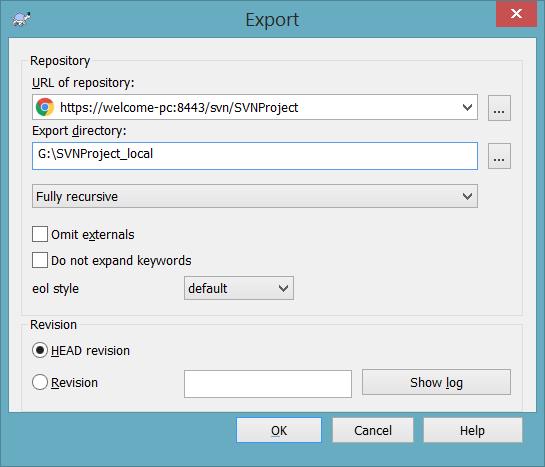 Export
Repository
URL of repository:
https://welcome-pc:8443/svn/SVNProject
...
Export directory:
G:\SVNProject_local
...
Fully recursive
Omit externals
Do not expand keywords
eol style
default
Revision
HEAD revision
Revision
Show log
OK
Cancel
Help